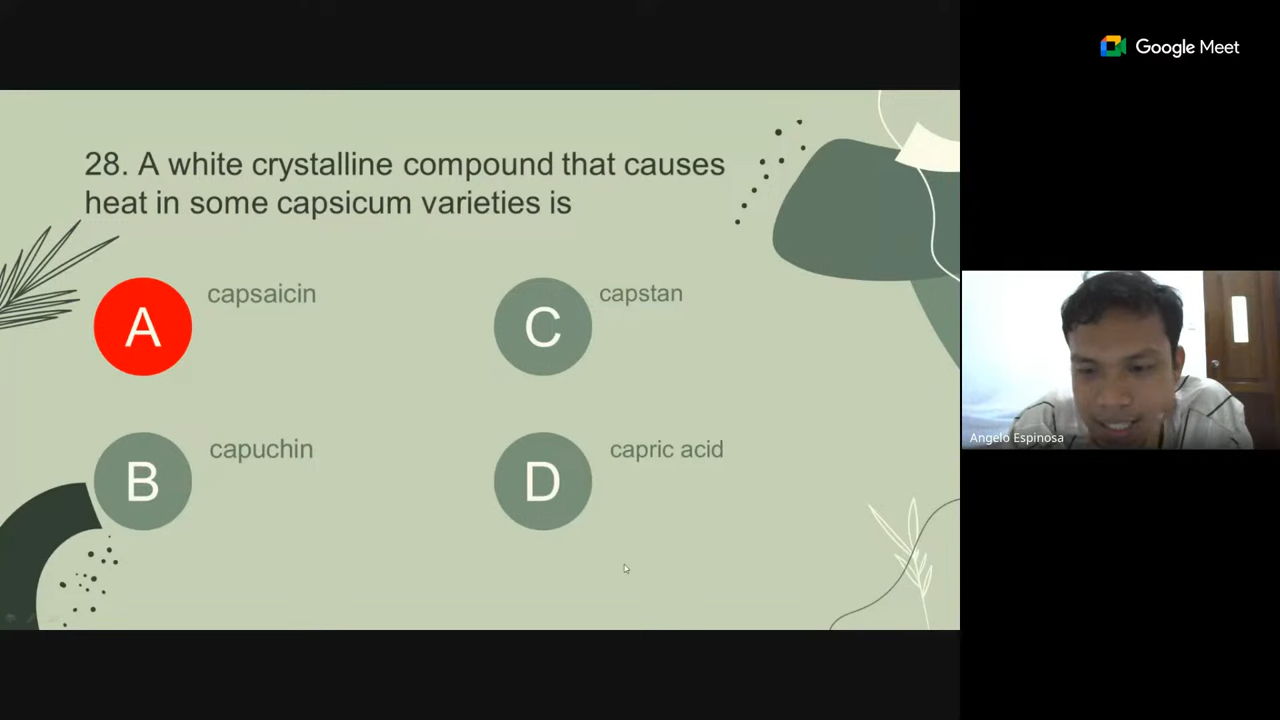 Google Meet
28. A white crystalline compound that causes
heat in some capsicum varieties is
A
capsaicin
C
capstan
B
capuchin
D
capric acid
Angelo Espinosa